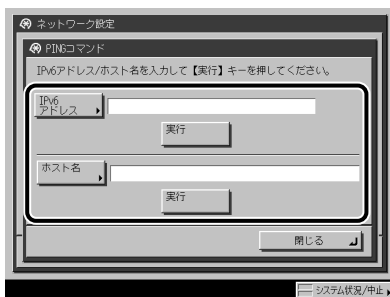 ネットワーク設定
PINGコマンド
IPv6アドレス/ホスト名を入力して【実行】キーを押してください。
IPv6
アドレス
実行
ホスト名
実行
閉じる
システム状況/中止